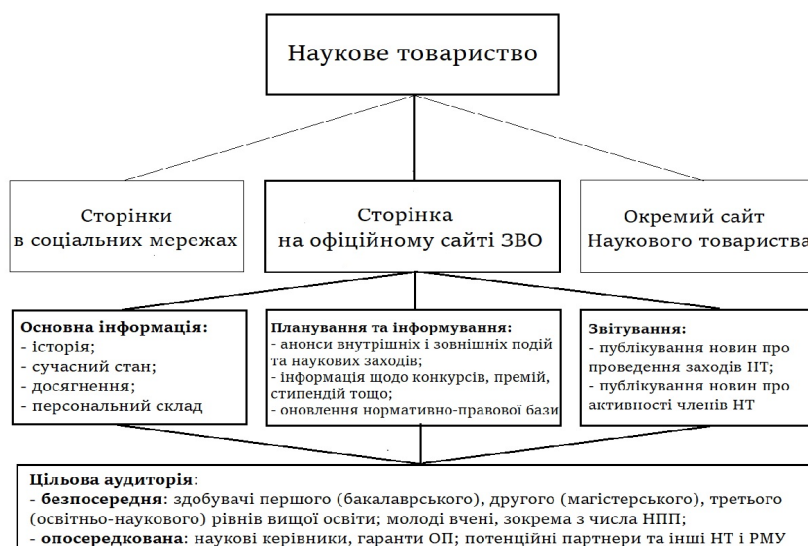 Наукове товариство
Сторінки
в соціальних мережах
Сторінка
на офіційному сайті ЗВО
Окремий сайт
Наукового товариства
Основна інформація:
- історія;
- сучасний стан;
- досягнення;
- персональний склад
Планування та інформування:
- анонси внутрішніх і зовнішніх подій
та наукових заходів;
- інформація щодо конкурсів, премій,
стипендій тощо;
- оновлення нормативно-правової бази
Звітування:
- публікування новин про
проведення заходів НТ;
- публікування новин про
активності членів НТ
Цільова аудиторія:
- безпосередня: здобувачі першого (бакалаврського), другого (магістерського), третього
(освітньо-наукового) рівнів вищої освіти; молоді вчені, зокрема з числа НПП;
- опосередкована: наукові керівники, гаранти ОП; потенційні партнери та інші НТ і РМУ